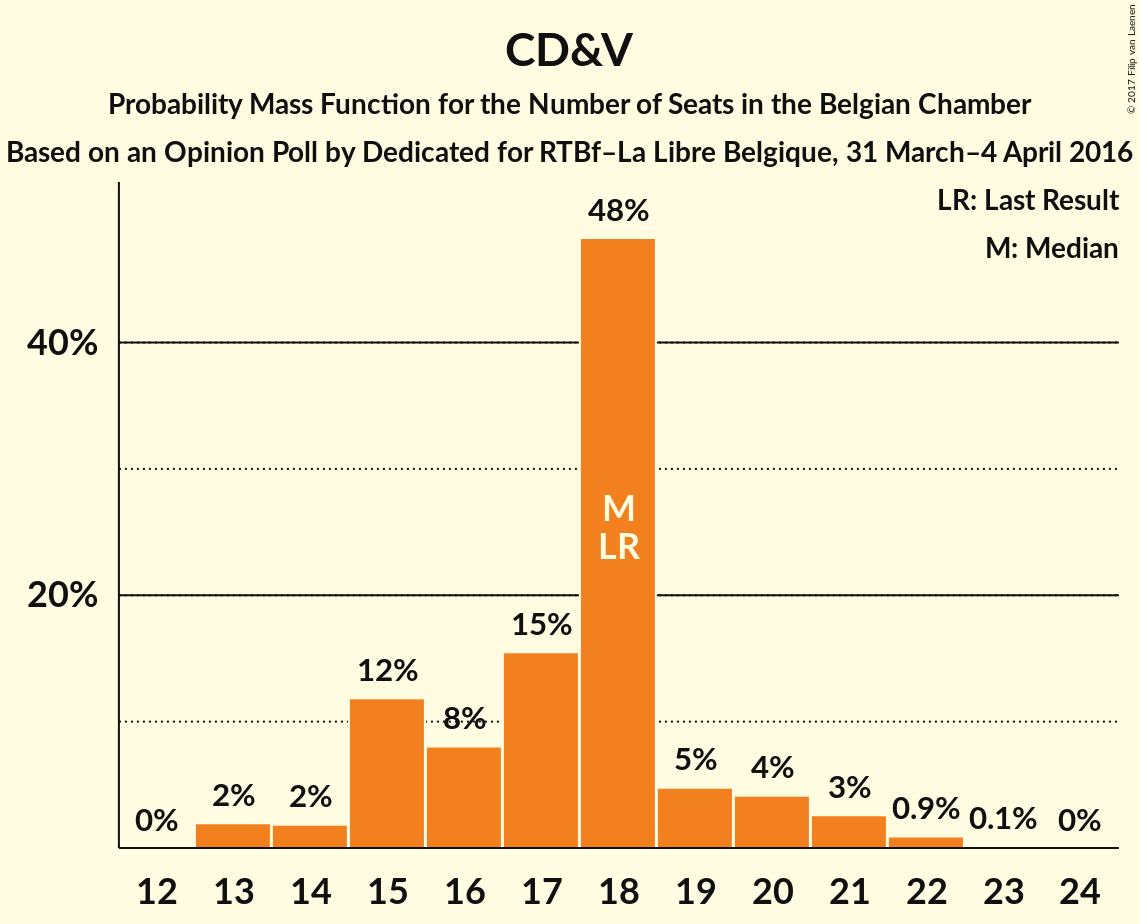 CD&V
Probability Mass Function for the Number of Seats in the Belgian Chamber
Based on an Opinion Poll by Dedicated for RTBf–La Libre Belgique, 31 March–4 April 2016
© 2017 Filip van Laenen
LR: Last Result
M: Median
40%
20%
0%
2%
2%
12%
8%
15%
48%
M
LR
5%
4%
3%
0.9%
0.1%
0%
12 13 14 15 16 17 18 19 20 21 22 23 24